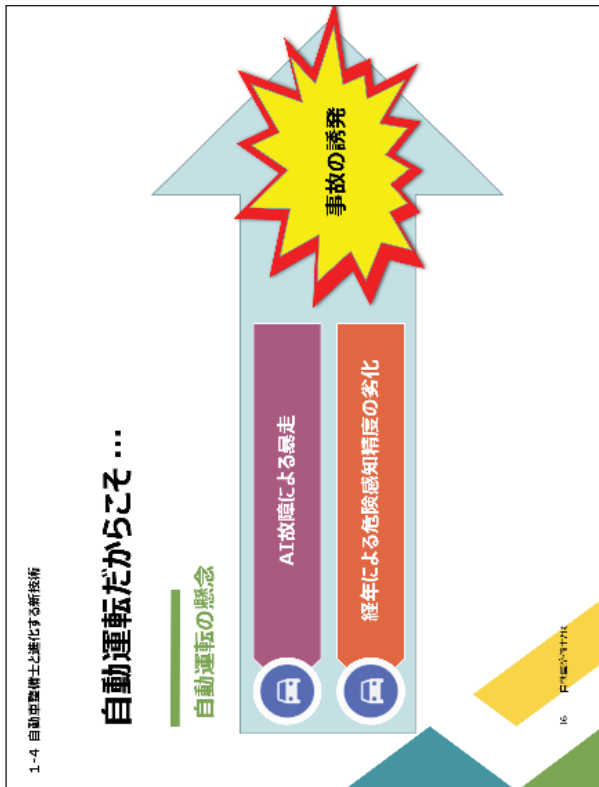 1-4 自動車整備士と進化する新技術
自動運転だからこそ…
自動運転の懸念
AI故障による暴走
経年による危険感知精度の劣化
事故の誘発
16